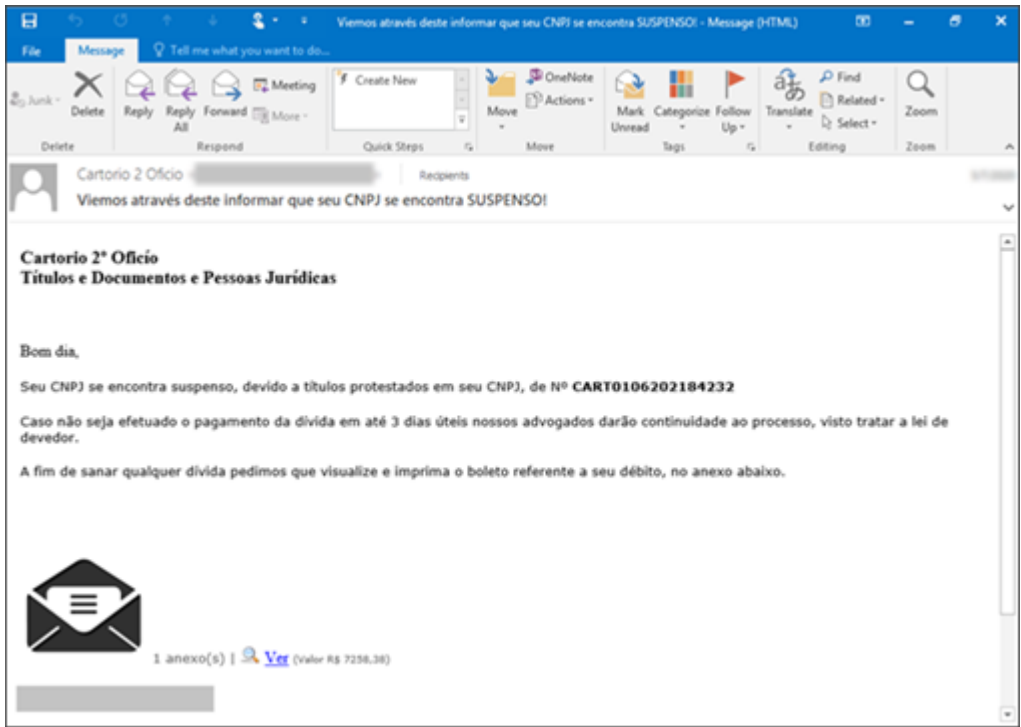 Viemos através deste informar que seu CNPJ se encontra SUSPENSO! - Message (HTML)
File Message Tell me what you want to do...
Junk Delete Reply Reply All Forward Meeting More Create New Move OneNote Actions Mark Unread Categorize Follow Up Translate Find Related Select Zoom
Delete Respond Quick Steps Move Tags Editing Zoom
Cartorio 2 Oficio Recipients
Viemos através deste informar que seu CNPJ se encontra SUSPENSO!
Cartorio 2º Oficío
Títulos e Documentos e Pessoas Jurídicas
Bom dia,
Seu CNPJ se encontra suspenso, devido a títulos protestados em seu CNPJ, de Nº CART0106202184232
Caso não seja efetuado o pagamento da dívida em até 3 dias úteis nossos advogados darão continuidade ao processo, visto tratar a lei de
devedor.
A fim de sanar qualquer dívida pedimos que visualize e imprima o boleto referente a seu débito, no anexo abaixo.
1 anexo(s) | Ver (Valor R$ 7258,38)